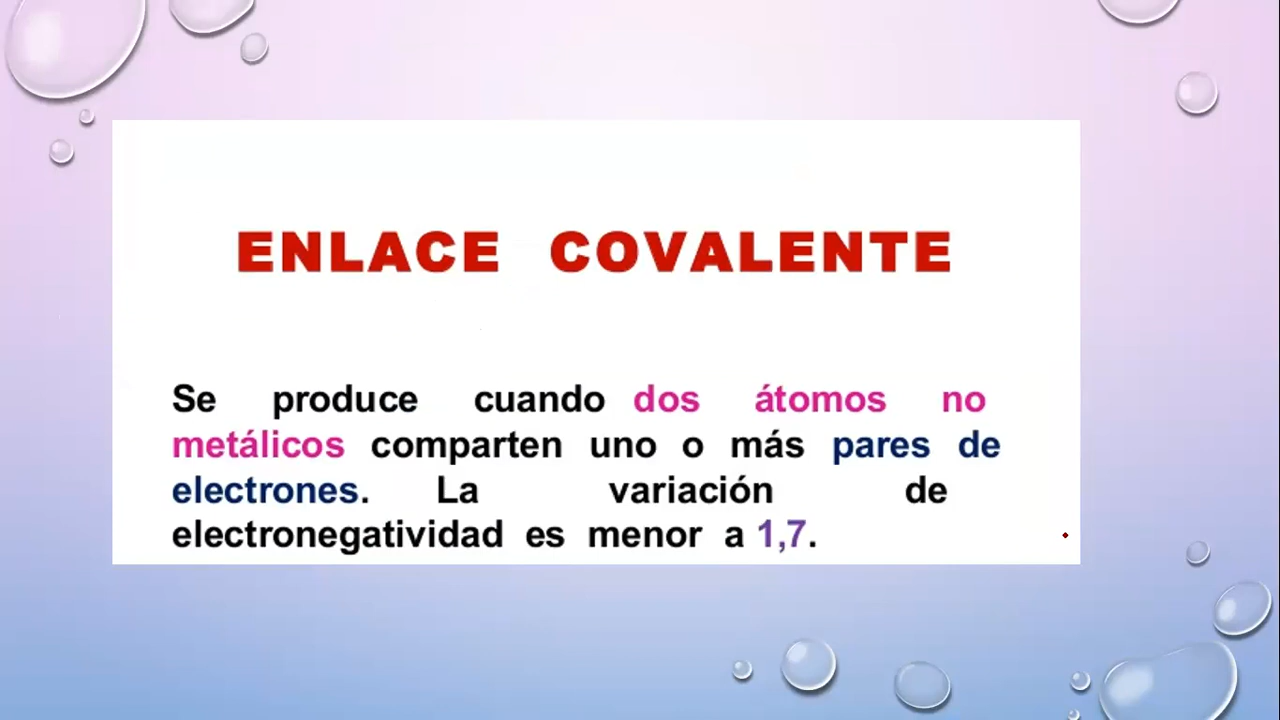 ENLACE COVALENTE
Se produce cuando dos átomos no
metálicos comparten uno o más pares de
electrones. La variación de
electronegatividad es menor a 1,7.